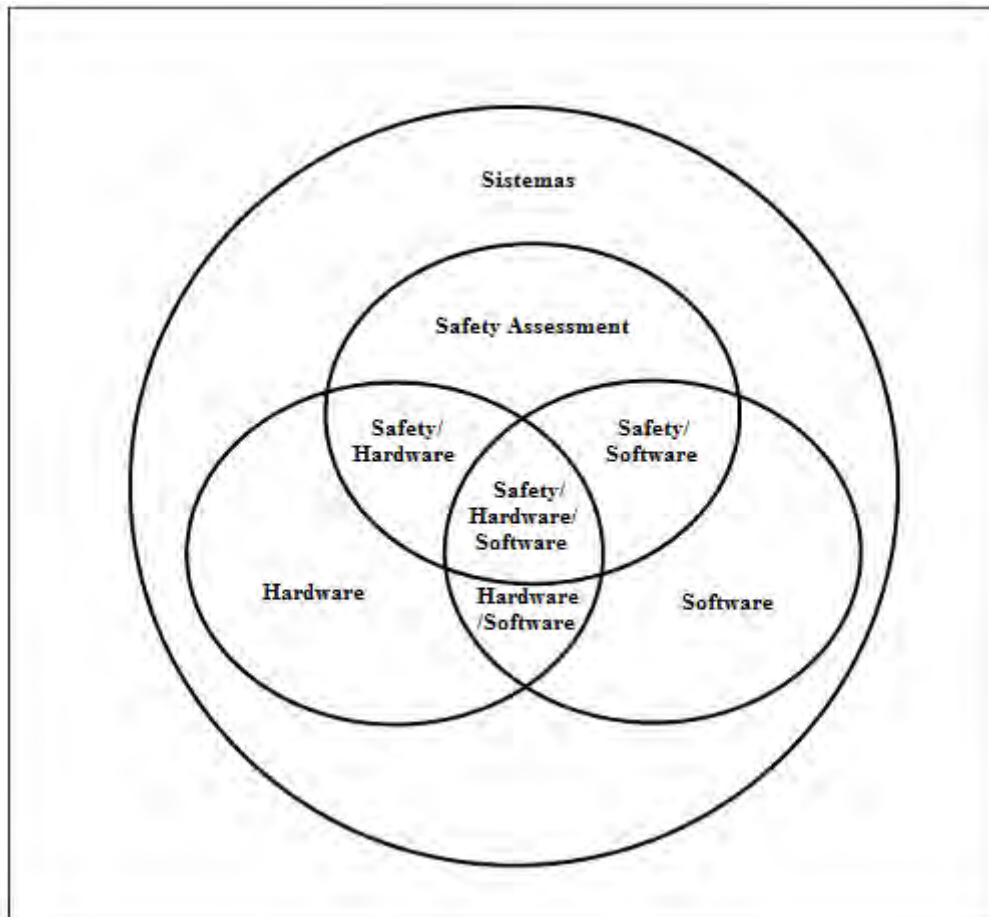 Sistemas
Safety Assessment
Safety/
Hardware
Safety/
Software
Safety/
Hardware/
Software
Hardware
Hardware
/Software
Software